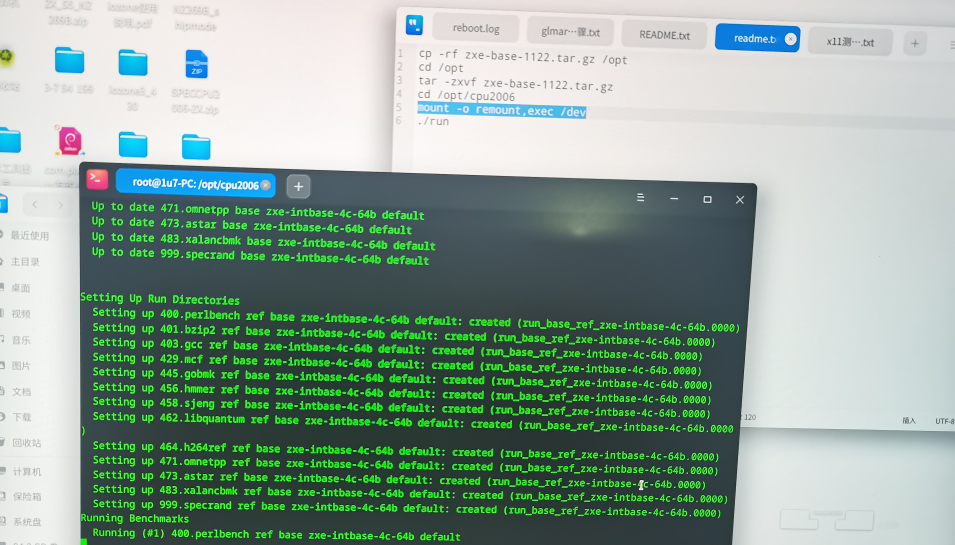 ZX_S5_KZ
269B.zip
Iozone使用
说明.pdf
KZ269B_s
hipmode
3-7 S4 169
iozone3_4
30
SPECCPU2
006-ZX.zip
reboot.log
glmar···骤.txt
README.txt
readme.t
x11测···.txt
1 cp -rf zxe-base-1122.tar.gz /opt
2 cd /opt
3 tar -zxvf zxe-base-1122.tar.gz
4 cd /opt/cpu2006
5 mount -o remount,exec /dev
6 ./run
120
插入
UTF-8
root@1u7-PC: /opt/cpu2006
Up to date 471.omnetpp base zxe-intbase-4c-64b default
Up to date 473.astar base zxe-intbase-4c-64b default
Up to date 483.xalancbmk base zxe-intbase-4c-64b default
Up to date 999.specrand base zxe-intbase-4c-64b default
Setting Up Run Directories
Setting up 400.perlbench ref base zxe-intbase-4c-64b default: created (run_base_ref_zxe-intbase-4c-64b.0000)
Setting up 401.bzip2 ref base zxe-intbase-4c-64b default: created (run_base_ref_zxe-intbase-4c-64b.0000)
Setting up 403.gcc ref base zxe-intbase-4c-64b default: created (run_base_ref_zxe-intbase-4c-64b.0000)
Setting up 429.mcf ref base zxe-intbase-4c-64b default: created (run_base_ref_zxe-intbase-4c-64b.0000)
Setting up 445.gobmk ref base zxe-intbase-4c-64b default: created (run_base_ref_zxe-intbase-4c-64b.0000)
Setting up 456.hmmer ref base zxe-intbase-4c-64b default: created (run_base_ref_zxe-intbase-4c-64b.0000)
Setting up 458.sjeng ref base zxe-intbase-4c-64b default: created (run_base_ref_zxe-intbase-4c-64b.0000)
Setting up 462.libquantum ref base zxe-intbase-4c-64b default: created (run_base_ref_zxe-intbase-4c-64b.0000
)
Setting up 464.h264ref ref base zxe-intbase-4c-64b default: created (run_base_ref_zxe-intbase-4c-64b.0000)
Setting up 471.omnetpp ref base zxe-intbase-4c-64b default: created (run_base_ref_zxe-intbase-4c-64b.0000)
Setting up 473.astar ref base zxe-intbase-4c-64b default: created (run_base_ref_zxe-intbase-4c-64b.0000)
Setting up 483.xalancbmk ref base zxe-intbase-4c-64b default: created (run_base_ref_zxe-intbase-4c-64b.0000)
Setting up 999.specrand ref base zxe-intbase-4c-64b default: created (run_base_ref_zxe-intbase-4c-64b.0000)
Running Benchmarks
Running (#1) 400.perlbench ref base zxe-intbase-4c-64b default
最近使用
主目录
桌面
视频
音乐
图片
文档
下载
回收站
计算机
保险箱
系统盘